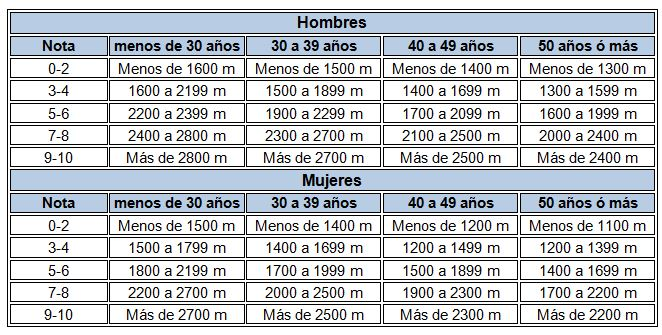 Hombres
Nota menos de 30 años 30 a 39 años 40 a 49 años 50 años ó más
0-2 Menos de 1600 m Menos de 1500 m Menos de 1400 m Menos de 1300 m
3-4 1600 a 2199 m 1500 a 1899 m 1400 a 1699 m 1300 a 1599 m
5-6 2200 a 2399 m 1900 a 2299 m 1700 a 2099 m 1600 a 1999 m
7-8 2400 a 2800 m 2300 a 2700 m 2100 a 2500 m 2000 a 2400 m
9-10 Más de 2800 m Más de 2700 m Más de 2500 m Más de 2400 m
Mujeres
Nota menos de 30 años 30 a 39 años 40 a 49 años 50 años ó más
0-2 Menos de 1500 m Menos de 1400 m Menos de 1200 m Menos de 1100 m
3-4 1500 a 1799 m 1400 a 1699 m 1200 a 1499 m 1200 a 1399 m
5-6 1800 a 2199 m 1700 a 1999 m 1500 a 1899 m 1400 a 1699 m
7-8 2200 a 2700 m 2000 a 2500 m 1900 a 2300 m 1700 a 2200 m
9-10 Más de 2700 m Más de 2500 m Más de 2300 m Más de 2200 m